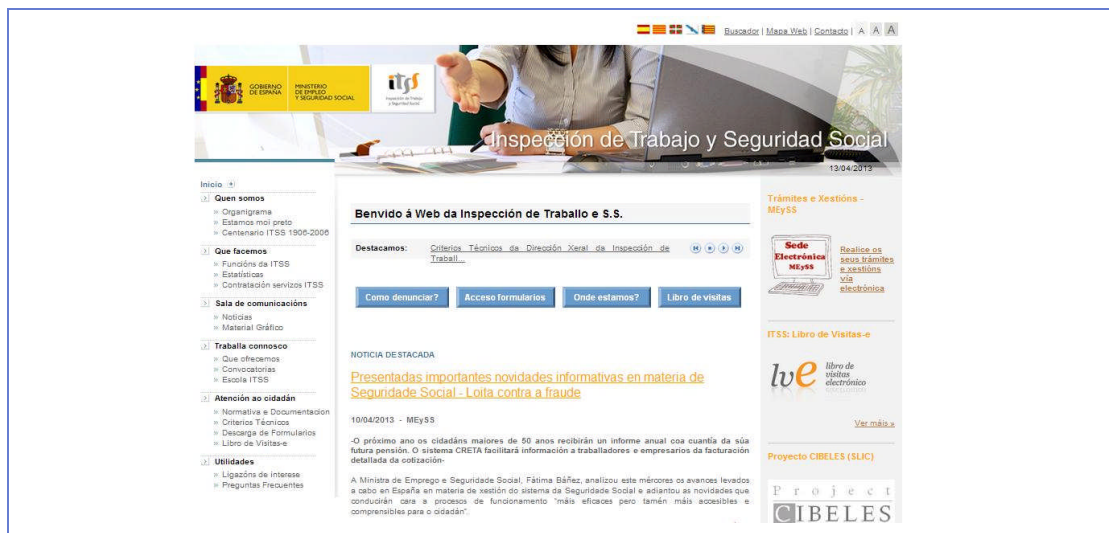 Buscador | Mapa Web | Contacto | A A A
GOBIERNO
DE ESPAÑA
MINISTERIO
DE EMPLEO
Y SEGURIDAD SOCIAL
itss
Inspección de Trabajo
y Seguridad Social
Inspección de Trabajo y Seguridad Social
13/04/2013
Inicio
Quen somos
» Organigrama
» Estamos moi preto
» Centenario ITSS 1906-2006
Que facemos
» Funcións da ITSS
» Estatísticas
» Contratación servizos ITSS
Sala de comunicacións
» Noticias
» Material Gráfico
Traballa connosco
» Que ofrecemos
» Convocatorias
» Escola ITSS
Atención ao cidadán
» Normativa e Documentacion
» Criterios Técnicos
» Descarga de Formularios
» Libro de Visitas-e
Utilidades
» Ligazóns de interese
» Preguntas Frecuentes
Benvido á Web da Inspección de Traballo e S.S.
Destacamos:
Criterios Técnicos da Dirección Xeral da Inspección de
Traball...
Como denunciar?
Acceso formularios
Onde estamos?
Libro de visitas
NOTICIA DESTACADA
Presentadas importantes novidades informativas en materia de
Seguridade Social - Loita contra a fraude
10/04/2013 - MEySS
-O próximo ano os cidadáns maiores de 50 anos recibirán un informe anual coa cuantía da súa
futura pensión. O sistema CRETA facilitará información a traballadores e empresarios da facturación
detallada da cotización-
A Ministra de Emprego e Seguridade Social, Fátima Báñez, analizou este mércores os avances levados
a cabo en España en materia de xestión do sistema da Seguridade Social e adiantou as novidades que
conducirán cara a procesos de funcionamento "máis eficaces pero tamén máis accesibles e
comprensibles para o cidadán".
Trámites e Xestións -
MEySS
Sede
Electrónica
MEySS
Realice os
seus trámites
e xestións
vía
electrónica
ITSS: Libro de Visitas-e
lve
libro de
visitas
electrónico
Ver máis »
Proyecto CIBELES (SLIC)
Project
CIBELES